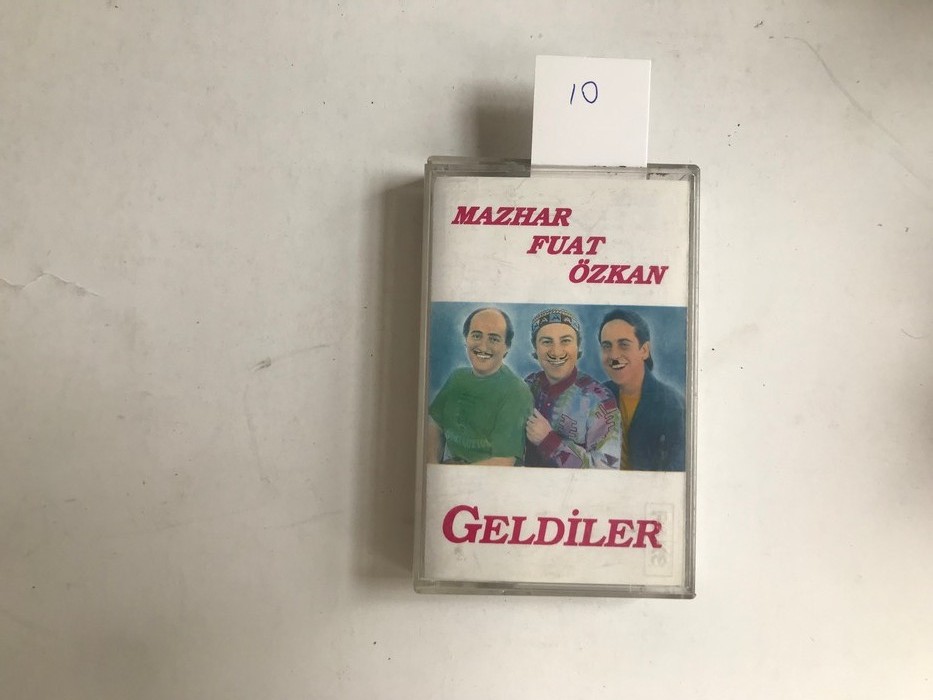 10
MAZHAR
FUAT
ÖZKAN
GELDİLER